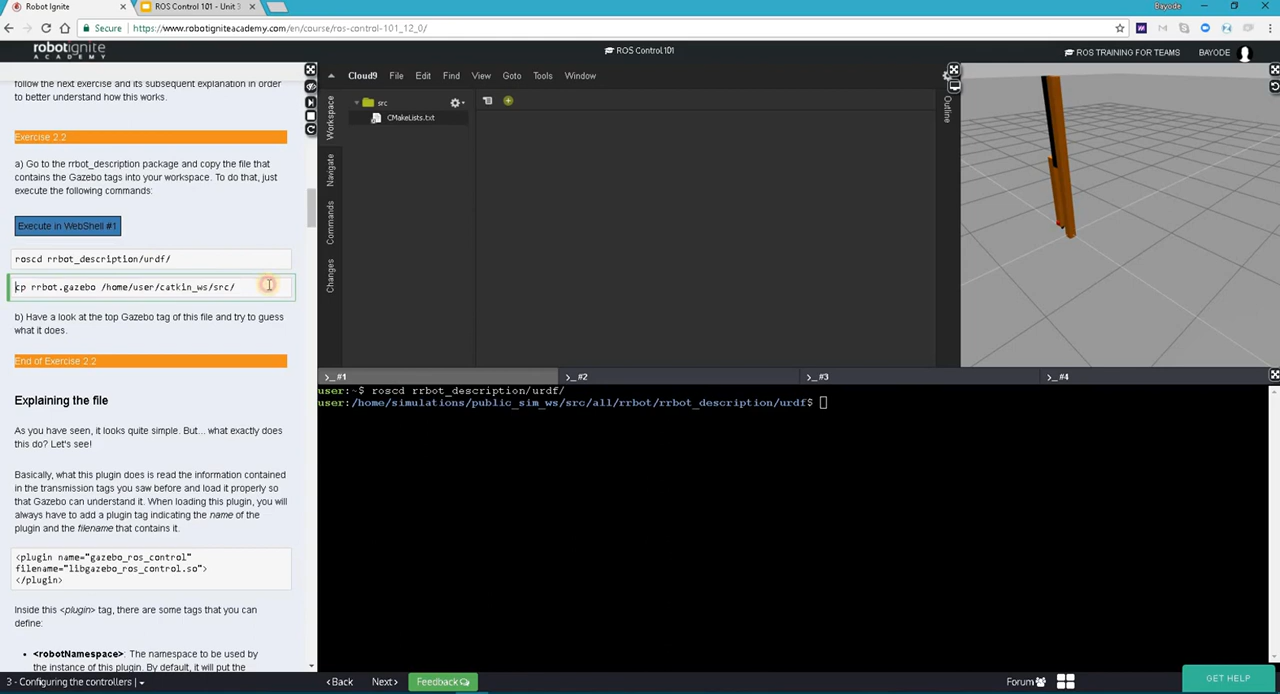 Robot Ignite
ROS Control 101 - Unit 3
Bayode
Secure
https://www.robotigniteacademy.com/en/course/ros-control-101_12_0/
robotignite
ACADEMY
ROS Control 101
ROS TRAINING FOR TEAMS
BAYODE
follow the next exercise and its subsequent explanation in order
to better understand how this works.
Exercise 2.2
a) Go to the rrbot_description package and copy the file that
contains the Gazebo tags into your workspace. To do that, just
execute the following commands:
Execute in WebShell #1
roscd rrbot_description/urdf/
cp rrbot.gazebo /home/user/catkin_ws/src/
b) Have a look at the top Gazebo tag of this file and try to guess
what it does.
End of Exercise 2.2
Explaining the file
As you have seen, it looks quite simple. But... what exactly does
this do? Let's see!
Basically, what this plugin does is read the information contained
in the transmission tags you saw before and load it properly so
that Gazebo can understand it. When loading this plugin, you will
always have to add a plugin tag indicating the name of the
plugin and the filename that contains it.
<plugin name="gazebo_ros_control"
filename="libgazebo_ros_control.so">
</plugin>
Inside this <plugin> tag, there are some tags that you can
define:
<robotNamespace>: The namespace to be used by
the instance of this plugin. By default, it will put the
Cloud9 File Edit Find View Goto Tools Window
Workspace
Navigate
Commands
Changes
src
CMakeLists.txt
Outline
>_#1
>_#2
>_#3
>_#4
user:~$ roscd rrbot_description/urdf/
user:/home/simulations/public_sim_ws/src/all/rrbot/rrbot_description/urdf$
3 - Configuring the controllers |
<Back
Next>
Feedback
Forum
GET HELP